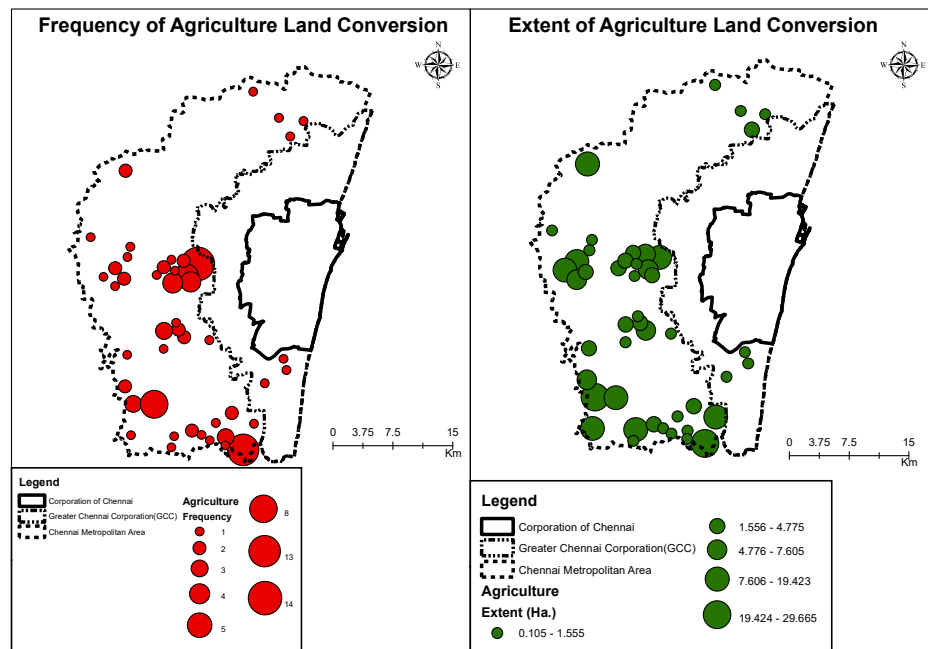 Frequency of Agriculture Land Conversion
N
W E
S
0 3.75 7.5 15
Km
Legend
Corporation of Chennai
Greater Chennai Corporation(GCC)
Chennai Metropolitan Area
Agriculture
Frequency
1
2
3
4
5
8
13
14
Extent of Agriculture Land Conversion
N
W E
S
0 3.75 7.5 15
Km
Legend
Corporation of Chennai
Greater Chennai Corporation(GCC)
Chennai Metropolitan Area
Agriculture
Extent (Ha.)
0.105 - 1.555
1.556 - 4.775
4.776 - 7.605
7.606 - 19.423
19.424 - 29.665